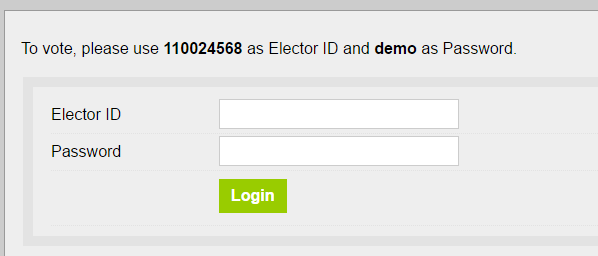 To vote, please use 110024568 as Elector ID and demo as Password.
Elector ID
Password
Login